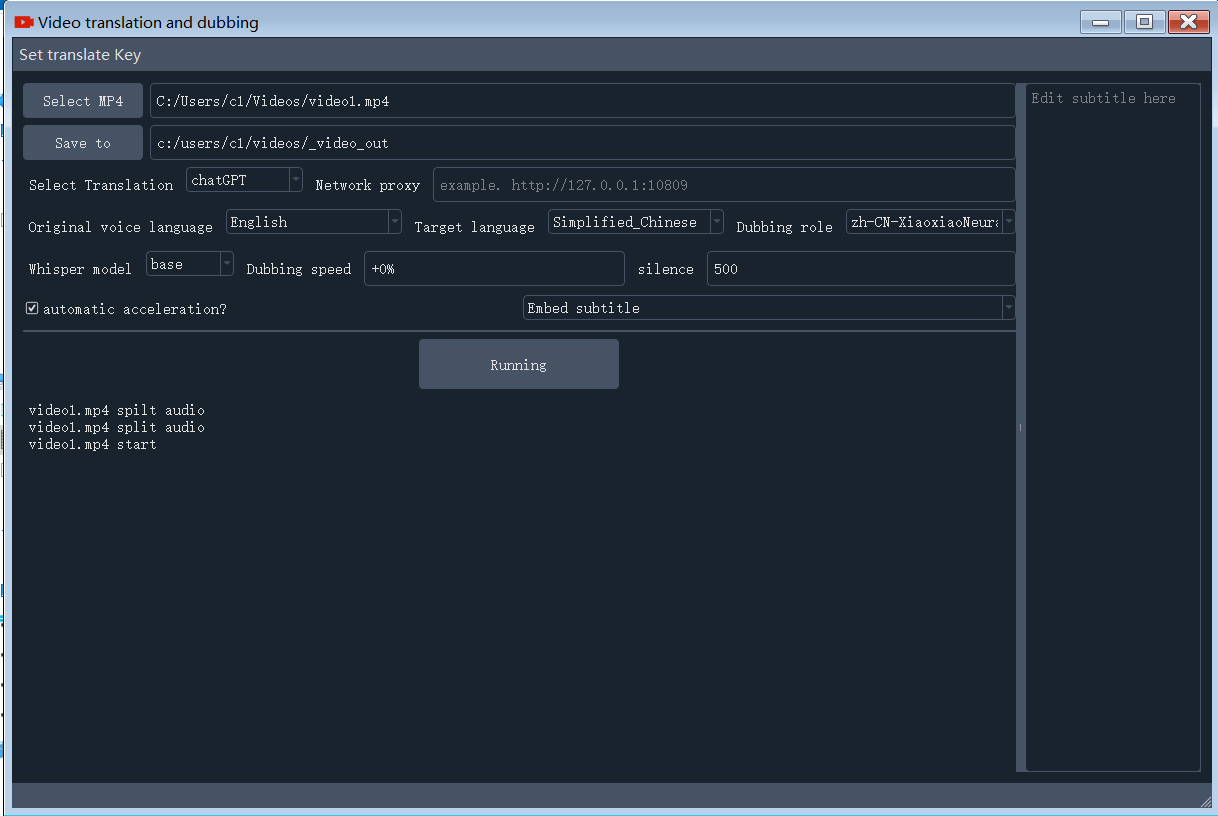 Video translation and dubbing
Set translate Key
Select MP4 C:/Users/c1/Videos/video1.mp4
Edit subtitle here
Save to c:/users/c1/videos/_video_out
Select Translation chatGPT Network proxy example. http://127.0.0.1:10809
Original voice language English Target language Simplified_Chinese Dubbing role zh-CN-XiaoxiaoNeura
Whisper model base Dubbing speed +0% silence 500
automatic acceleration? Embed subtitle
Running
video1.mp4 spilt audio
video1.mp4 split audio
video1.mp4 start